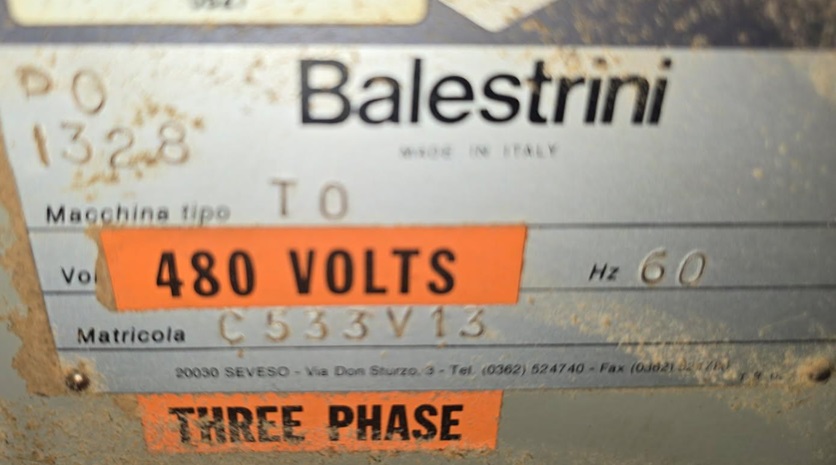 Balestrini
MADE IN ITALY
PO
1328
Macchina tipo TO
480 VOLTS
Hz 60
Matricola C533V13
20030 SEVESO - Via Don Sturzo, 3 - Tel. (0362) 524740 - Fax
THREE PHASE